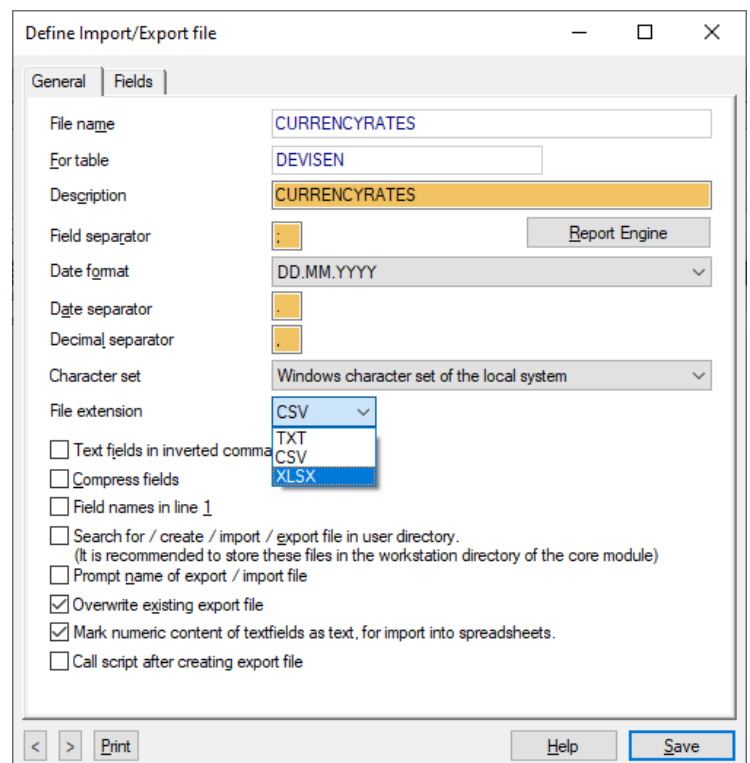 Define Import/Export file
General Fields
File name CURRENCYRATES
For table DEVISEN
Description CURRENCYRATES
Field separator ; Report Engine
Date format DD.MM.YYYY
Date separator .
Decimal separator ,
Character set Windows character set of the local system
File extension CSV
TXT
Text fields in inverted comma
CSV
Compress fields XLSX
Field names in line 1
Search for / create / import / export file in user directory.
(It is recommended to store these files in the workstation directory of the core module)
Prompt name of export / import file
Overwrite existing export file
Mark numeric content of textfields as text, for import into spreadsheets.
Call script after creating export file
< > Print Help Save